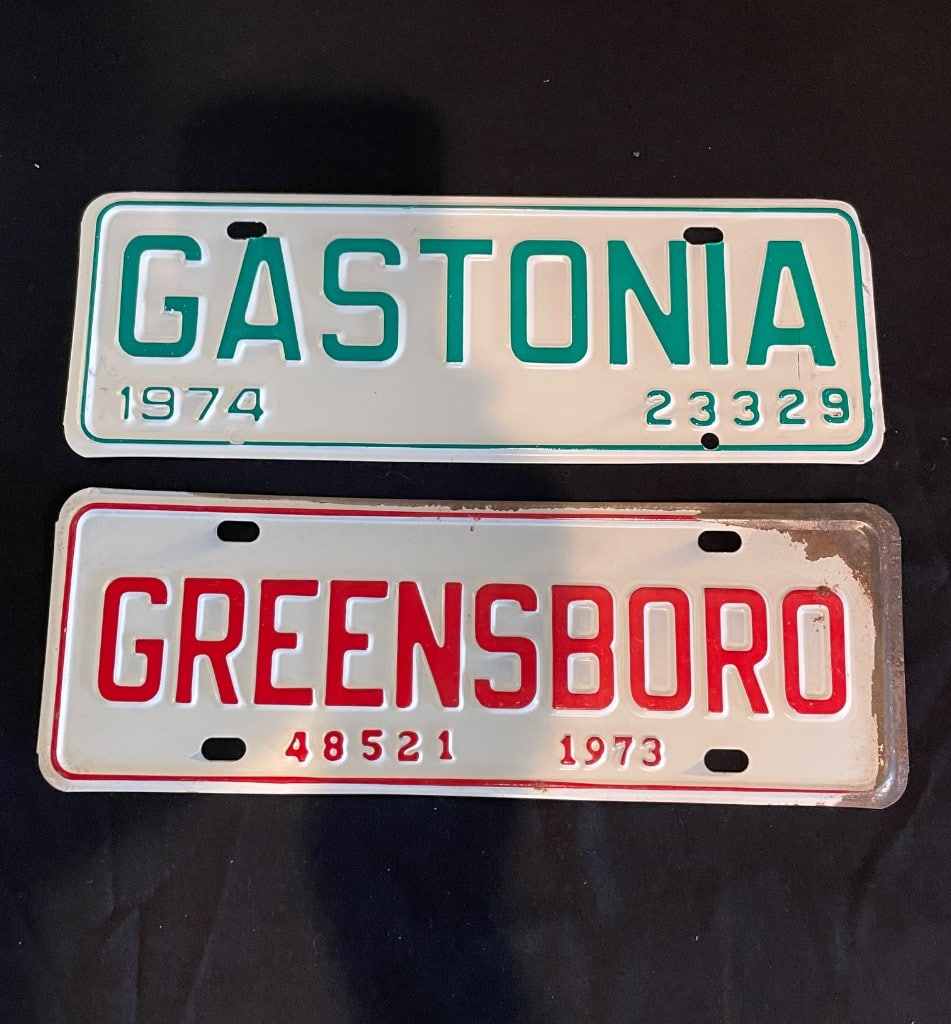 GASTONIA
1974 23329
GREENSBORO
48521 1973